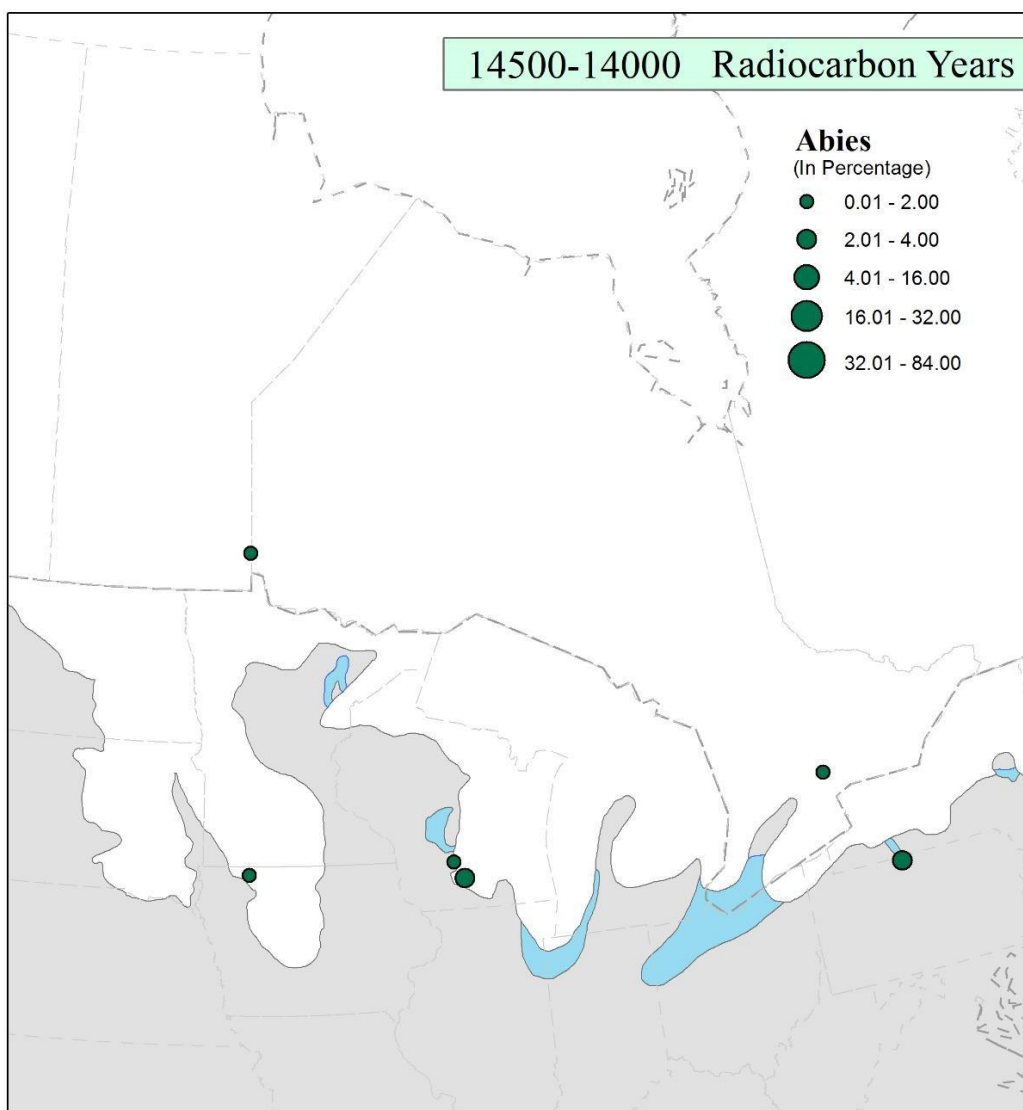 14500-14000 Radiocarbon Years
Abies
(In Percentage)
0.01 - 2.00
2.01 - 4.00
4.01 - 16.00
16.01 - 32.00
32.01 - 84.00